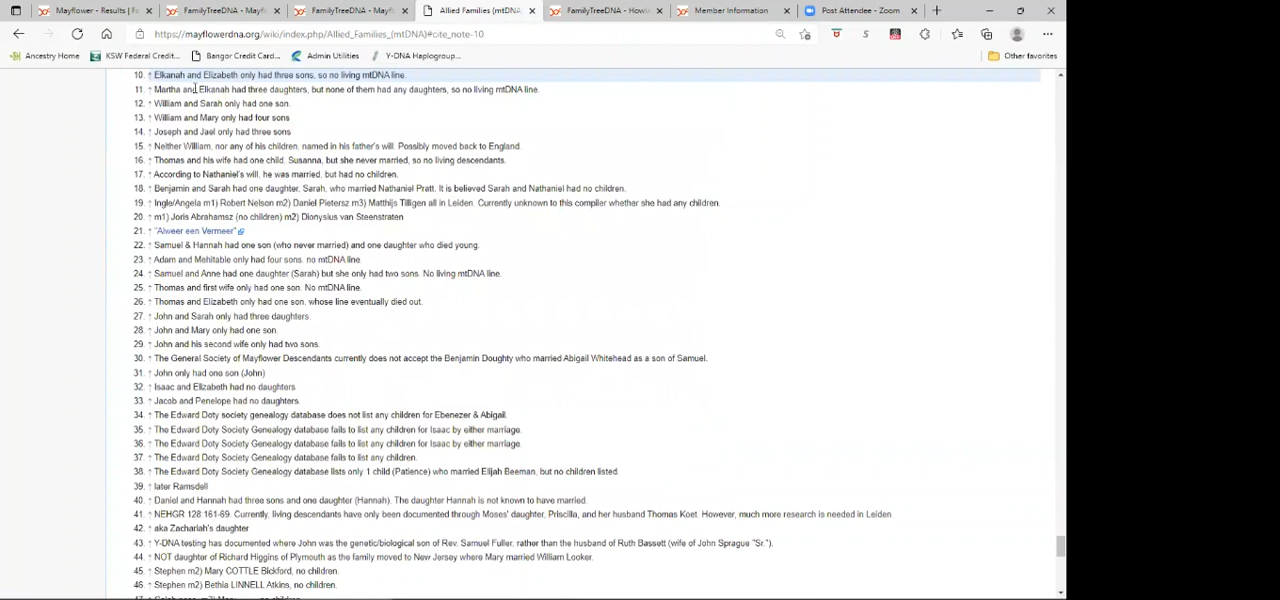 Mayflower - Results | F
FamilyTreeDNA - Mayf
FamilyTreeDNA - Mayfl
Allied Families (mtDNA
FamilyTreeDNA - Howl
Member Information
Post Attendee - Zoom
https://mayflowerdna.org/wiki/index.php/Allied_Families_(mtDNA)#cite_note-10
Ancestry Home
KSW Federal Credit...
Bangor Credit Card...
Admin Utilities
Y-DNA Haplogroup...
Other favorites
10. ↑ Elkanah and Elizabeth only had three sons, so no living mtDNA line.
11. ↑ Martha and Elkanah had three daughters, but none of them had any daughters, so no living mtDNA line.
12. ↑ William and Sarah only had one son.
13. ↑ William and Mary only had four sons
14. ↑ Joseph and Jael only had three sons
15. ↑ Neither William, nor any of his children, named in his father's will. Possibly moved back to England.
16. ↑ Thomas and his wife had one child, Susanna, but she never married, so no living descendants.
17. ↑ According to Nathaniel's will, he was married, but had no children.
18. ↑ Benjamin and Sarah had one daughter, Sarah, who married Nathaniel Pratt. It is believed Sarah and Nathaniel had no children.
19. ↑ Ingle/Angela m1) Robert Nelson m2) Daniel Pietersz m3) Matthijs Tilligen all in Leiden. Currently unknown to this compiler whether she had any children.
20. ↑ m1) Joris Abrahamsz (no children) m2) Dionysius van Steenstraten
21. ↑ "Alweer een Vermeer"
22. ↑ Samuel & Hannah had one son (who never married) and one daughter who died young.
23. ↑ Adam and Mehitable only had four sons. no mtDNA line.
24. ↑ Samuel and Anne had one daughter (Sarah) but she only had two sons. No living mtDNA line.
25. ↑ Thomas and first wife only had one son. No mtDNA line.
26. ↑ Thomas and Elizabeth only had one son, whose line eventually died out.
27. ↑ John and Sarah only had three daughters
28. ↑ John and Mary only had one son.
29. ↑ John and his second wife only had two sons.
30. ↑ The General Society of Mayflower Descendants currently does not accept the Benjamin Doughty who married Abigail Whitehead as a son of Samuel.
31. ↑ John only had one son (John)
32. ↑ Isaac and Elizabeth had no daughters
33. ↑ Jacob and Penelope had no daughters
34. ↑ The Edward Doty society genealogy database does not list any children for Ebenezer & Abigail.
35. ↑ The Edward Doty Society Genealogy database fails to list any children for Isaac by either marriage.
36. ↑ The Edward Doty Society Genealogy database fails to list any children for Isaac by either marriage.
37. ↑ The Edward Doty Society Genealogy database fails to list any children.
38. ↑ The Edward Doty Society Genealogy database lists only 1 child (Patience) who married Elijah Beeman, but no children listed.
39. ↑ later Ramsdell
40. ↑ Daniel and Hannah had three sons and one daughter (Hannah). The daughter Hannah is not known to have married.
41. ↑ NEHGR 128:161-69. Currently, living descendants have only been documented through Moses' daughter, Priscilla, and her husband Thomas Koet. However, much more research is needed in Leiden
42. ↑ aka Zachariah's daughter
43. ↑ Y-DNA testing has documented where John was the genetic/biological son of Rev. Samuel Fuller, rather than the husband of Ruth Bassett (wife of John Sprague "Sr.").
44. ↑ NOT daughter of Richard Higgins of Plymouth as the family moved to New Jersey where Mary married William Looker.
45. ↑ Stephen m2) Mary COTTLE Bickford, no children.
46. ↑ Stephen m2) Bethia LINNELL Atkins, no children.